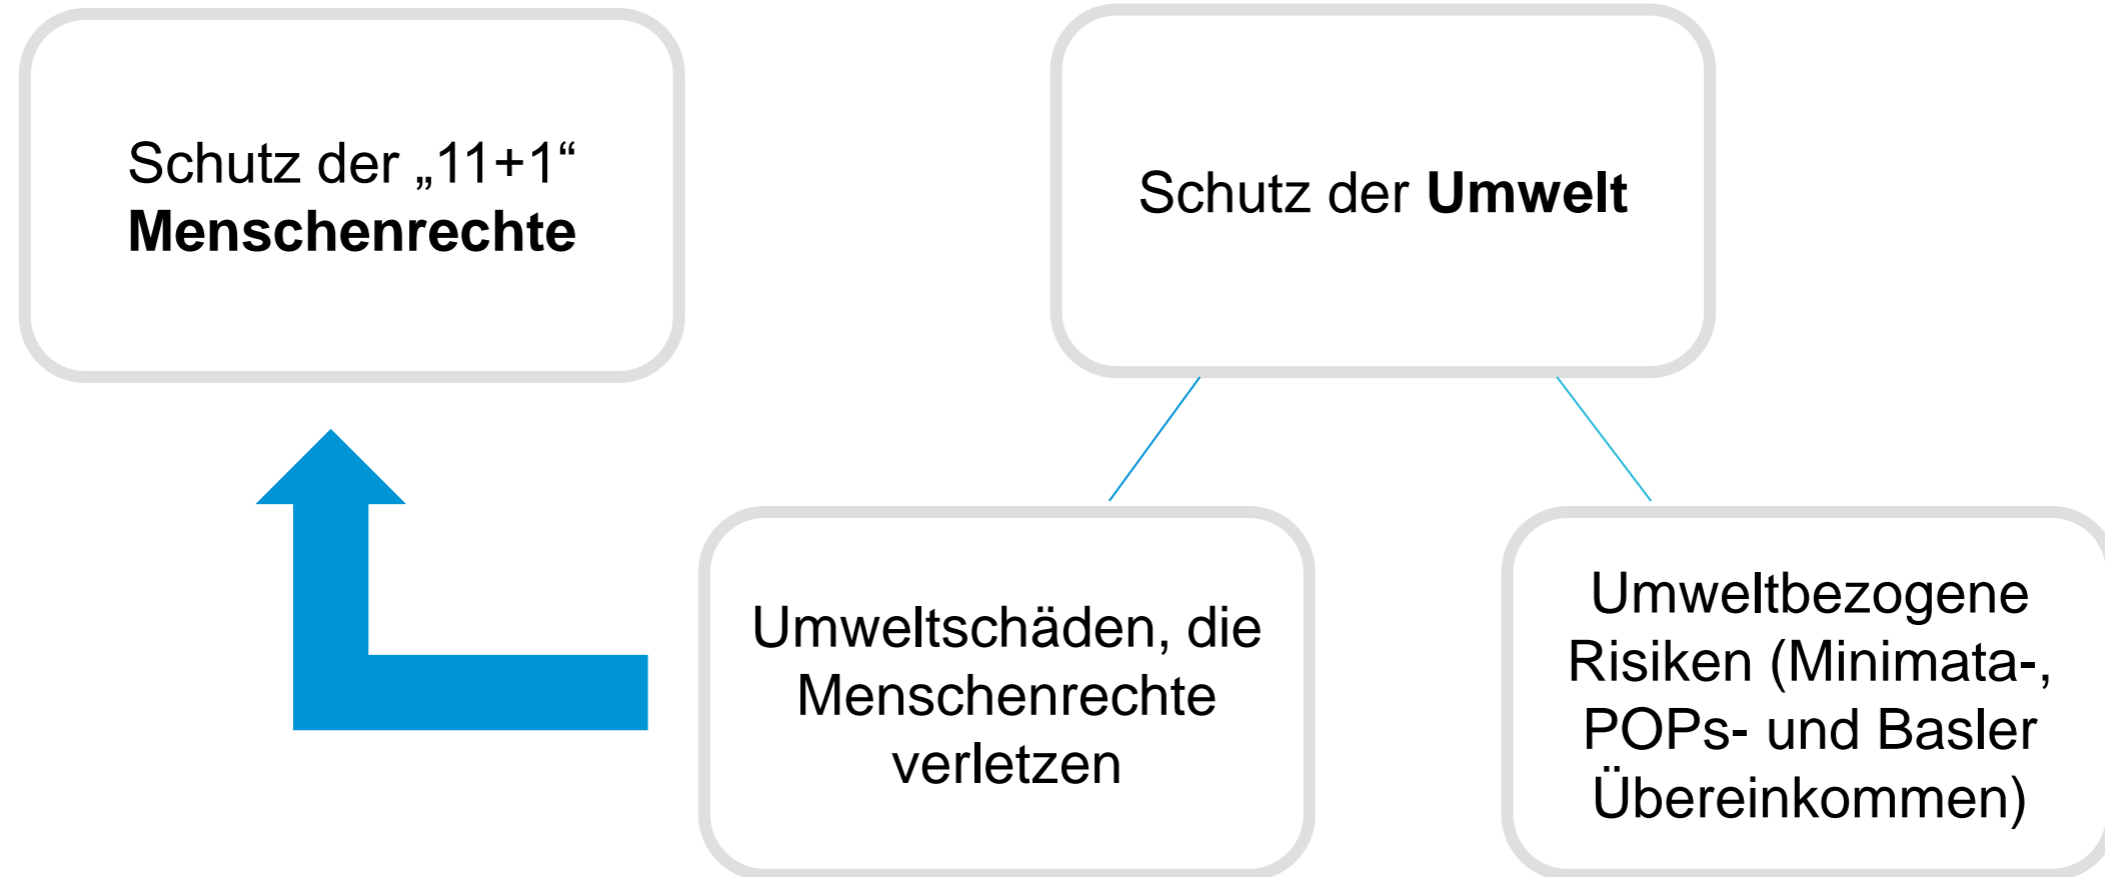 Schutz der „11+1“
Menschenrechte
Schutz der Umwelt
Umweltschäden, die
Menschenrechte
verletzen
Umweltbezogene
Risiken (Minimata-,
POPs- und Basler
Übereinkommen)